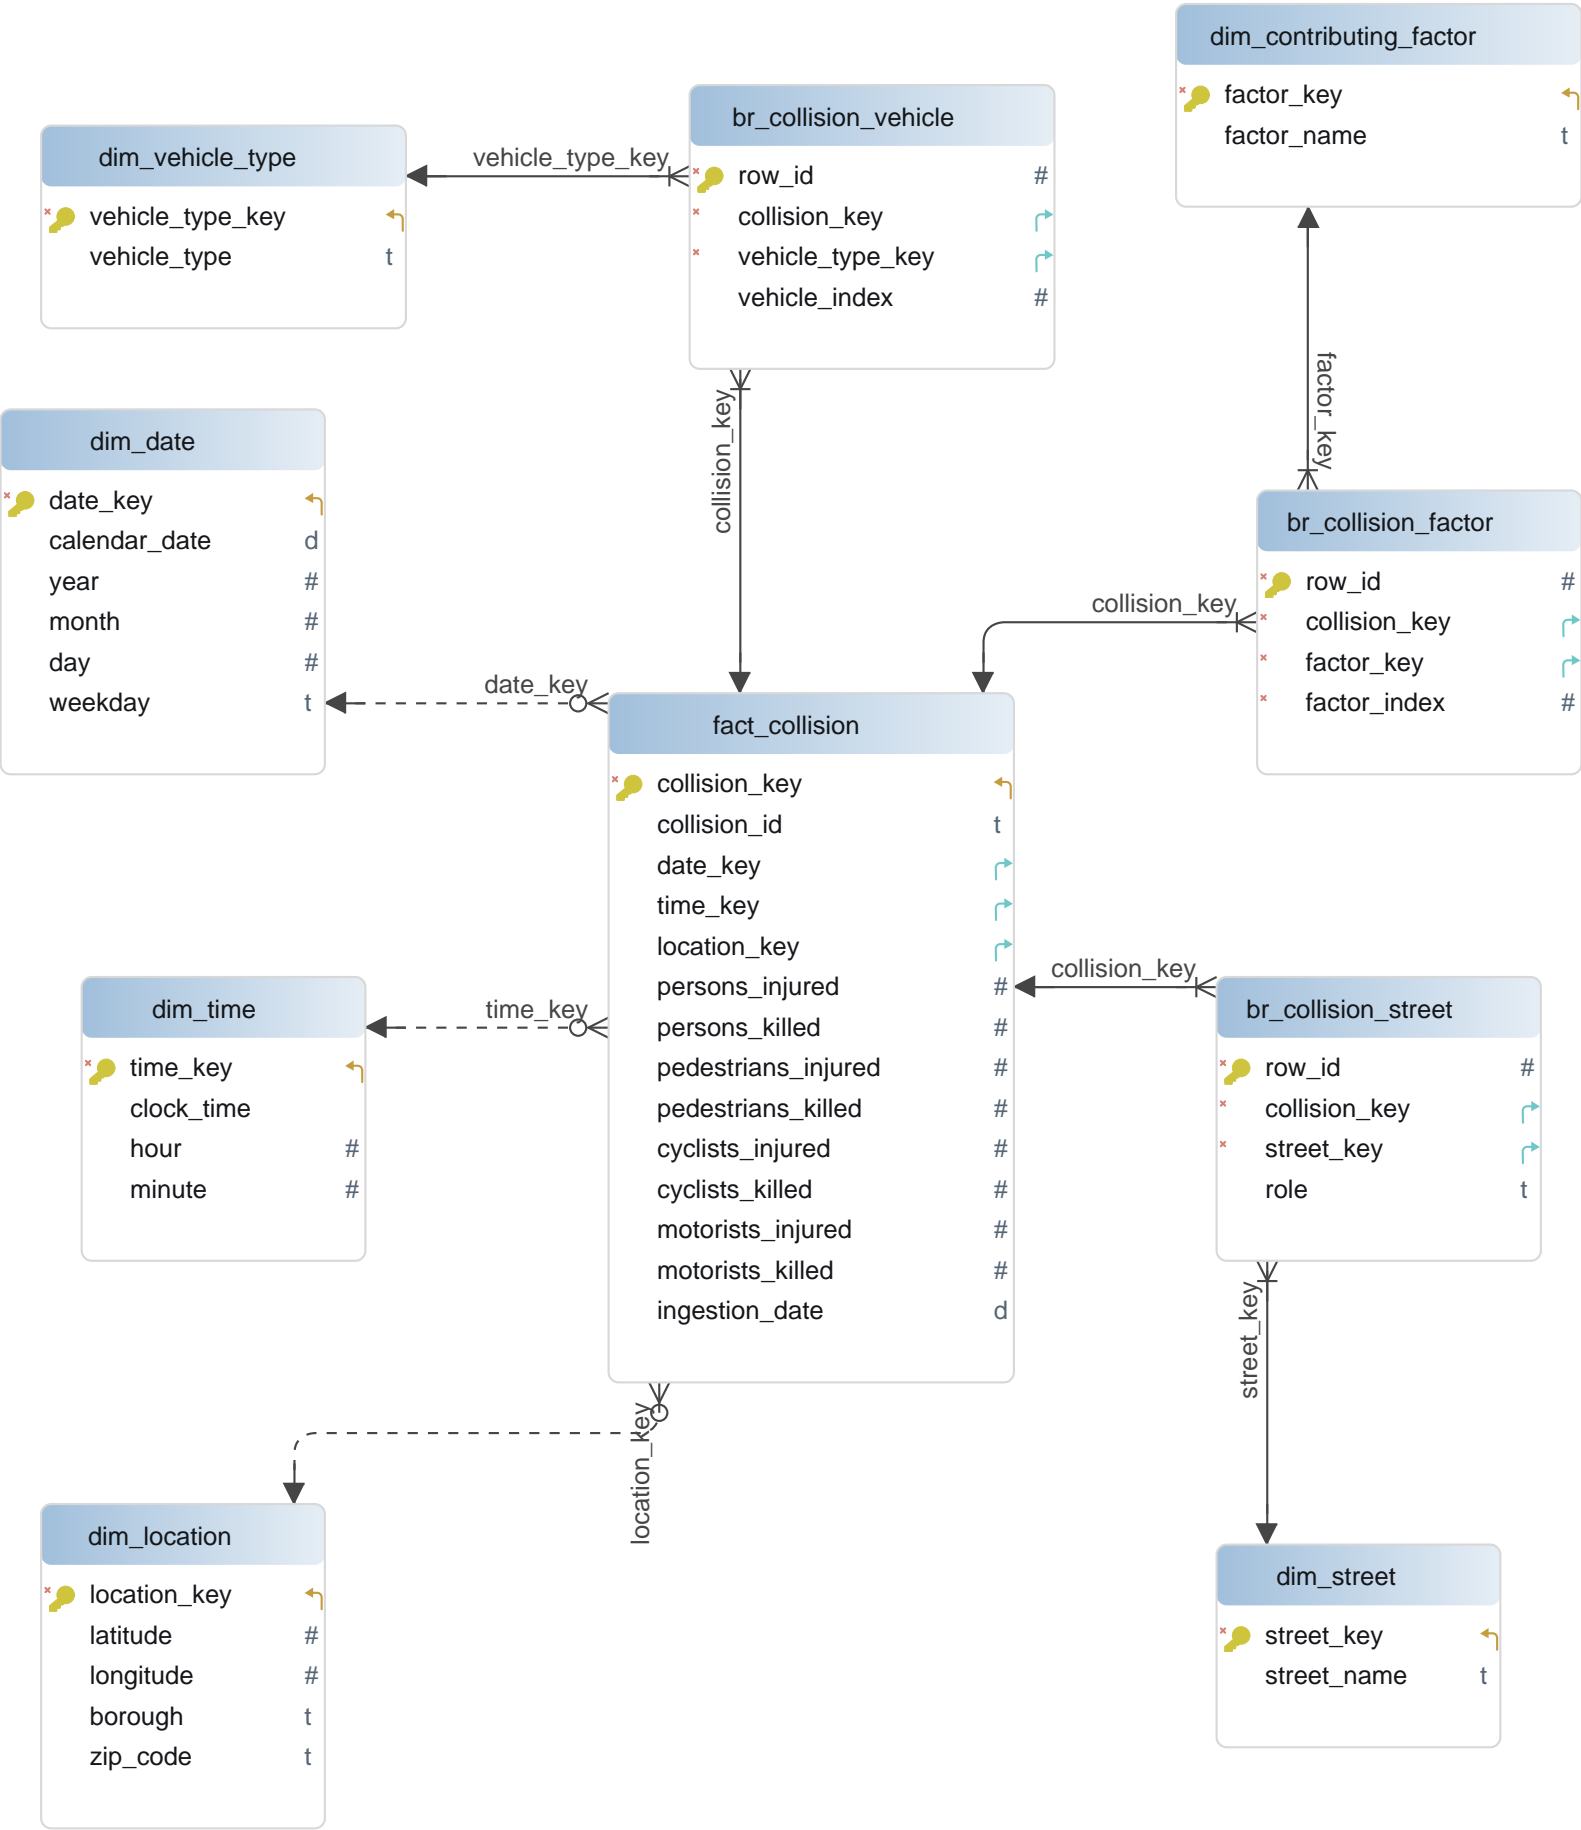 dim_contributing_factor
factor_key
factor_name t
br_collision_vehicle
row_id #
collision_key
vehicle_type_key
vehicle_index #
dim_vehicle_type
vehicle_type_key
vehicle_type t
vehicle_type_key
collision_key
factor_key
dim_date
date_key
calendar_date d
year #
month #
day #
weekday t
date_key
br_collision_factor
row_id #
collision_key
factor_key
factor_index #
collision_key
fact_collision
collision_key
collision_id t
date_key
time_key
location_key
persons_injured #
persons_killed #
pedestrians_injured #
pedestrians_killed #
cyclists_injured #
cyclists_killed #
motorists_injured #
motorists_killed #
ingestion_date d
dim_time
time_key
clock_time
hour #
minute #
time_key
collision_key
br_collision_street
row_id #
collision_key
street_key
role t
street_key
location_key
dim_location
location_key
latitude #
longitude #
borough t
zip_code t
dim_street
street_key
street_name t